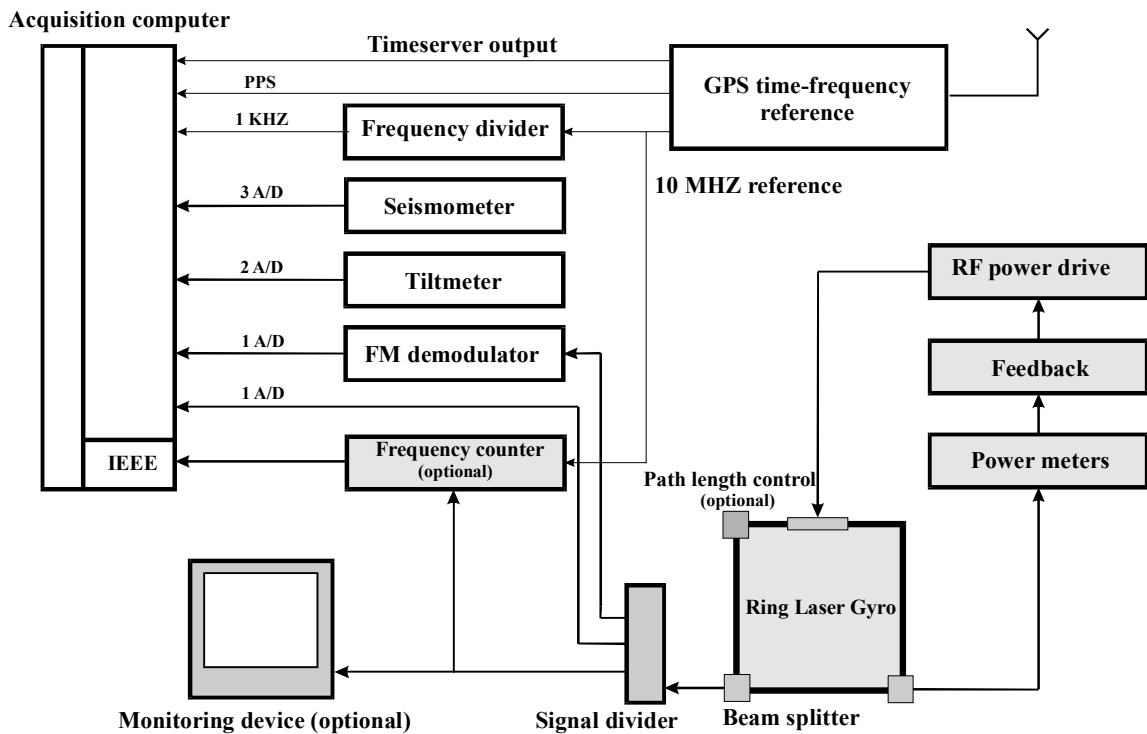 Acquisition computer
Timeserver output
PPS
1 KHZ
Frequency divider
GPS time-frequency
reference
10 MHZ reference
3 A/D
Seismometer
2 A/D
Tiltmeter
RF power drive
1 A/D
FM demodulator
Feedback
1 A/D
IEEE
Frequency counter
(optional)
Power meters
Path length control
(optional)
Ring Laser Gyro
Monitoring device (optional)
Signal divider
Beam splitter